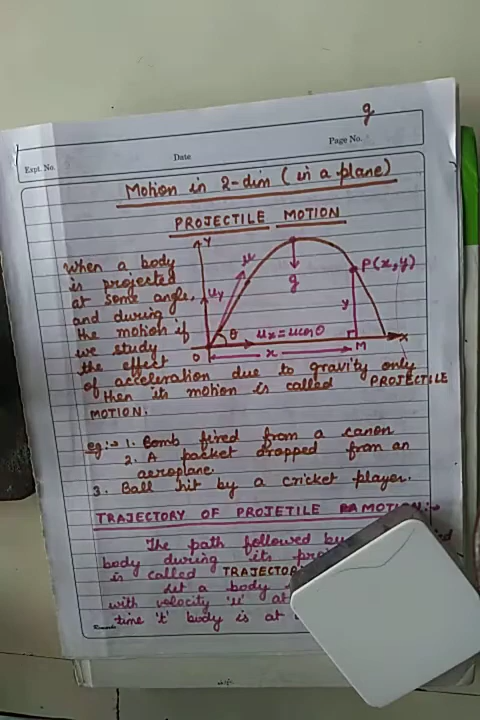 g
Expt. No.
Date
Page No.
Motion in 2-dim (in a plane)
PROJECTILE MOTION
When a body
is projected
at some angle,
and during
the motion if
we study
the effect
of acceleration due to gravity only
then its motion is called PROJECTILE
MOTION.
Y
u
uy
g
P(x,y)
y
θ
ux = ucosθ
O
x
M
X
eg:→ 1. Bomb fired from a canon
2. A packet dropped from an
aeroplane.
3. Ball hit by a cricket player.
TRAJECTORY OF PROJETILE MOTION:→
The path followed by
body during its
is called TRAJECTOR
Let a body
with velocity 'u' at
time 't' body is at
Remarks